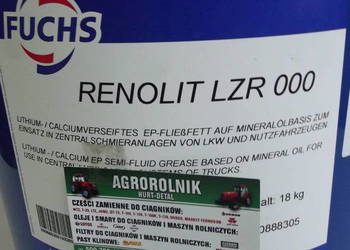 FUCHS
RENOLIT LZR 000
LITHIUM-/ CALCIUMVERSEIFTES EP-FLIEßFETT AUF MINERALÖLBASIS ZUM
EINSATZ IN ZENTRALSCHMIERANLAGEN VON LKW UND NUTZFAHRZEUGEN.
LITHIUM-/ CALCIUM EP SEMI-FLUID GREASE BASED ON MINERAL OIL FOR
USE IN CENTRAL
OF TRUCKS
AGROROLNIK
HURT-DETAL
CZĘŚCI ZAMIENNE DO CIĄGNIKÓW:
OLEJE I SMARY DO CIĄGNIKÓW I MASZYN ROLNICZYCH:
FILTRY DO CIĄGNIKÓW I MASZYN ROLNICZYCH:
PASY KLINOWE:
alt: 18 kg
0888305